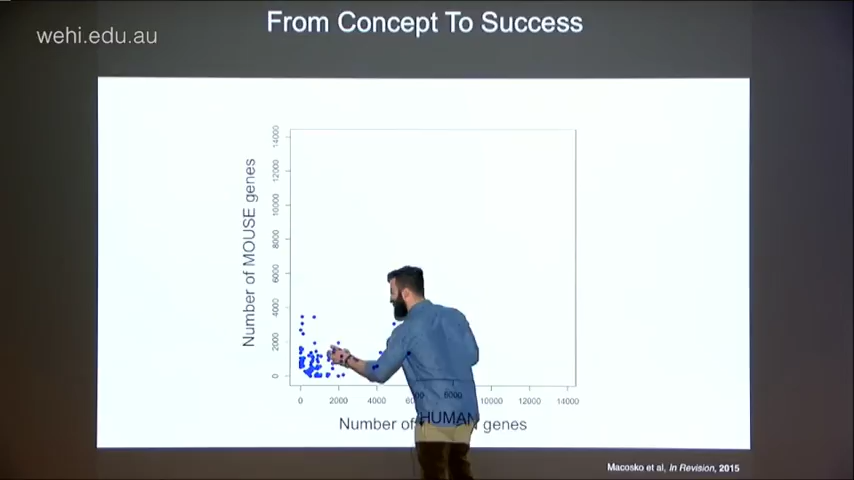 wehi.edu.au
From Concept To Success
Number of MOUSE genes
14000
12000
10000
8000
6000
4000
2000
0
0 2000 4000 6000 8000 10000 12000 14000
Number of HUMAN genes
Macosko et al, In Revision, 2015